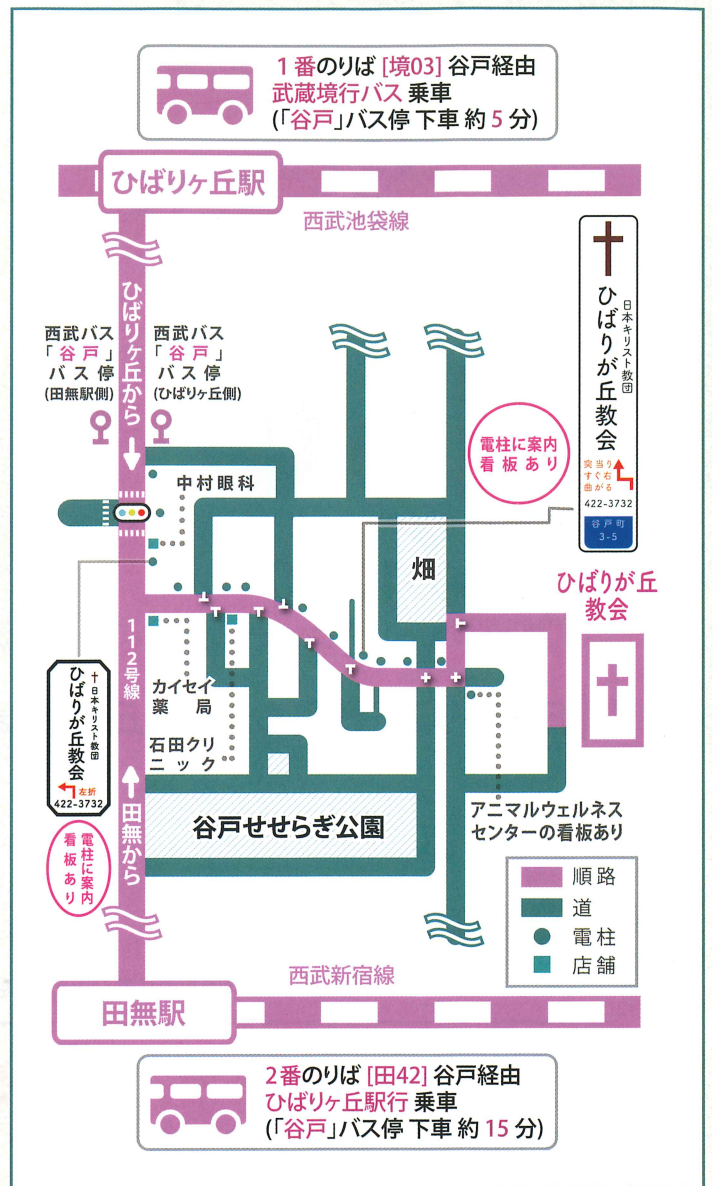 1番のりば [境03] 谷戸経由
武蔵境行バス 乗車
(「谷戸」バス停 下車 約 5 分)
ひばりヶ丘駅
西武池袋線
ひばりヶ丘から
西武バス
「谷戸」
バス停
(田無駅側)
西武バス
「谷戸」
バス停
(ひばりヶ丘側)
日本キリスト教団
ひばりが丘教会
突当り
すぐ右
曲がる
422-3732
谷戸町
3-5
電柱に案内
看板あり
中村眼科
畑
ひばりが丘
教会
112号線
カイセイ
薬局
石田クリ
ニック
日本キリスト教団
ひばりが丘教会
左折
422-3732
電柱に案内
看板あり
田無から
谷戸せせらぎ公園
アニマルウェルネス
センターの看板あり
順路
道
電柱
店舗
西武新宿線
田無駅
2番のりば [田42] 谷戸経由
ひばりヶ丘駅行 乗車
(「谷戸」バス停 下車 約 15 分)